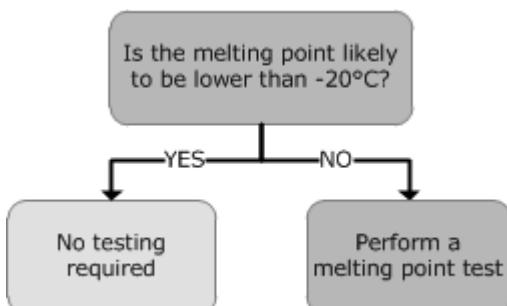 Is the melting point likely
to be lower than -20°C?
YES
NO
No testing
required
Perform a
melting point test